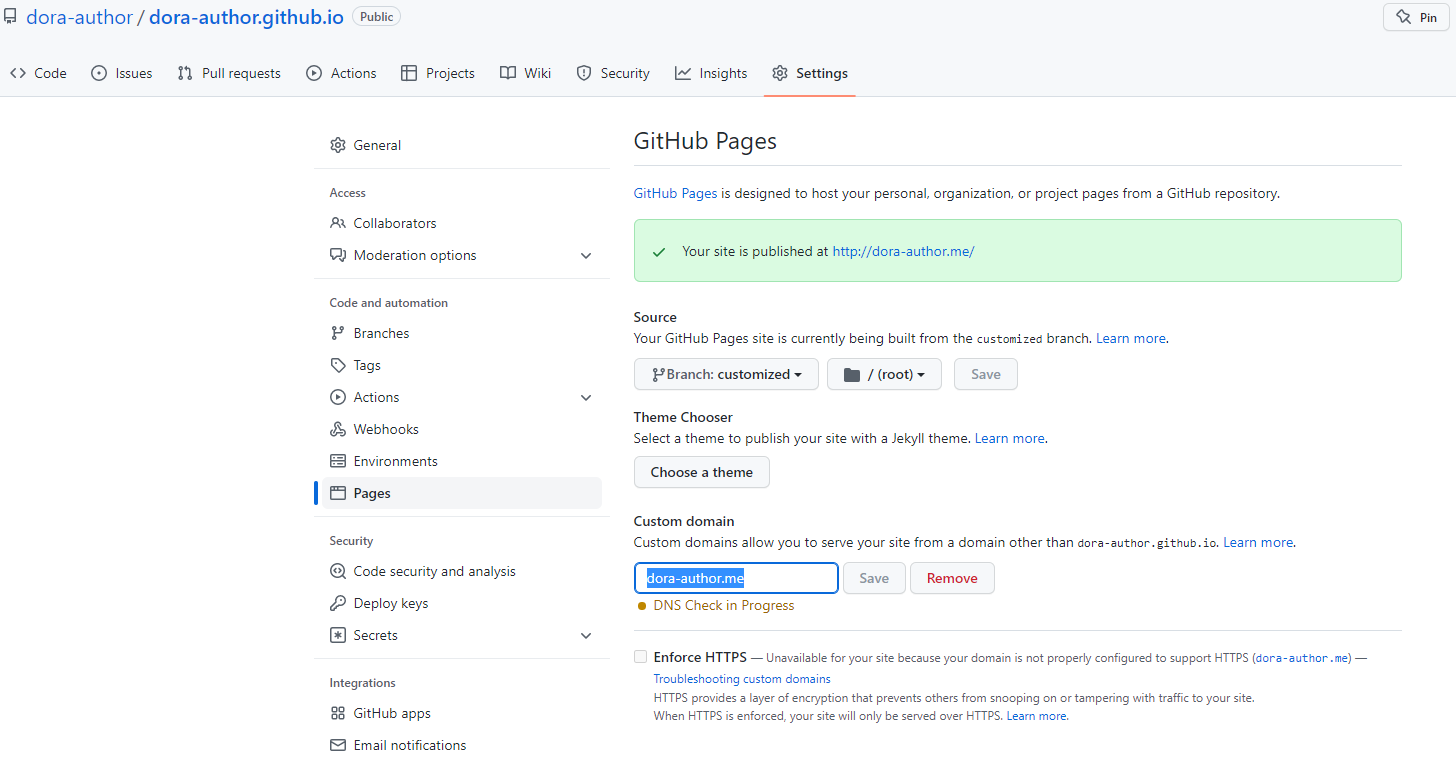 dora-author / dora-author.github.io Public
Pin
Code Issues Pull requests Actions Projects Wiki Security Insights Settings
General
Access
Collaborators
Moderation options
Code and automation
Branches
Tags
Actions
Webhooks
Environments
Pages
Security
Code security and analysis
Deploy keys
Secrets
Integrations
GitHub apps
Email notifications
GitHub Pages
GitHub Pages is designed to host your personal, organization, or project pages from a GitHub repository.
Your site is published at http://dora-author.me/
Source
Your GitHub Pages site is currently being built from the customized branch. Learn more.
Branch: customized / (root) Save
Theme Chooser
Select a theme to publish your site with a Jekyll theme. Learn more.
Choose a theme
Custom domain
Custom domains allow you to serve your site from a domain other than dora-author.github.io. Learn more.
dora-author.me Save Remove
DNS Check in Progress
Enforce HTTPS — Unavailable for your site because your domain is not properly configured to support HTTPS (dora-author.me) —
Troubleshooting custom domains
HTTPS provides a layer of encryption that prevents others from snooping on or tampering with traffic to your site.
When HTTPS is enforced, your site will only be served over HTTPS. Learn more.